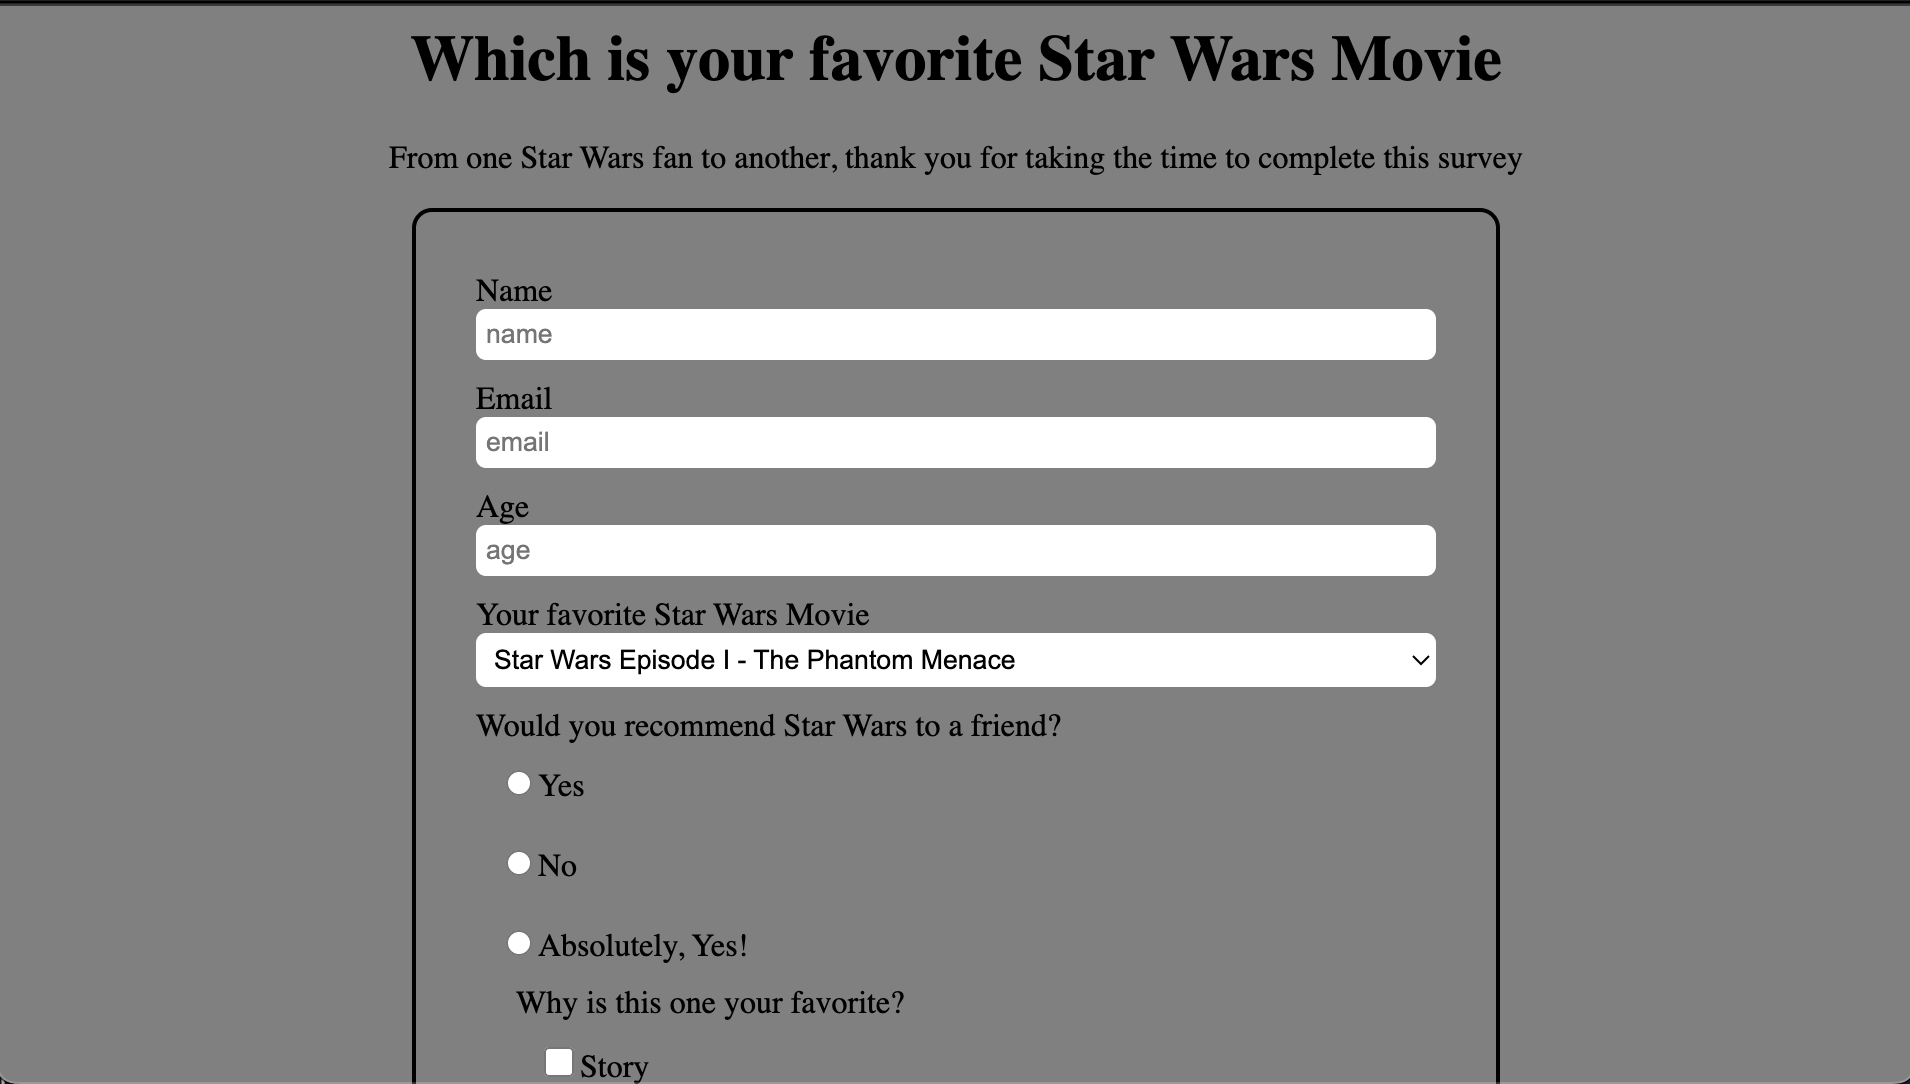 Which is your favorite Star Wars Movie
From one Star Wars fan to another, thank you for taking the time to complete this survey
Name
name
Email
email
Age
age
Your favorite Star Wars Movie
Star Wars Episode I - The Phantom Menace
Would you recommend Star Wars to a friend?
Yes
No
Absolutely, Yes!
Why is this one your favorite?
Story